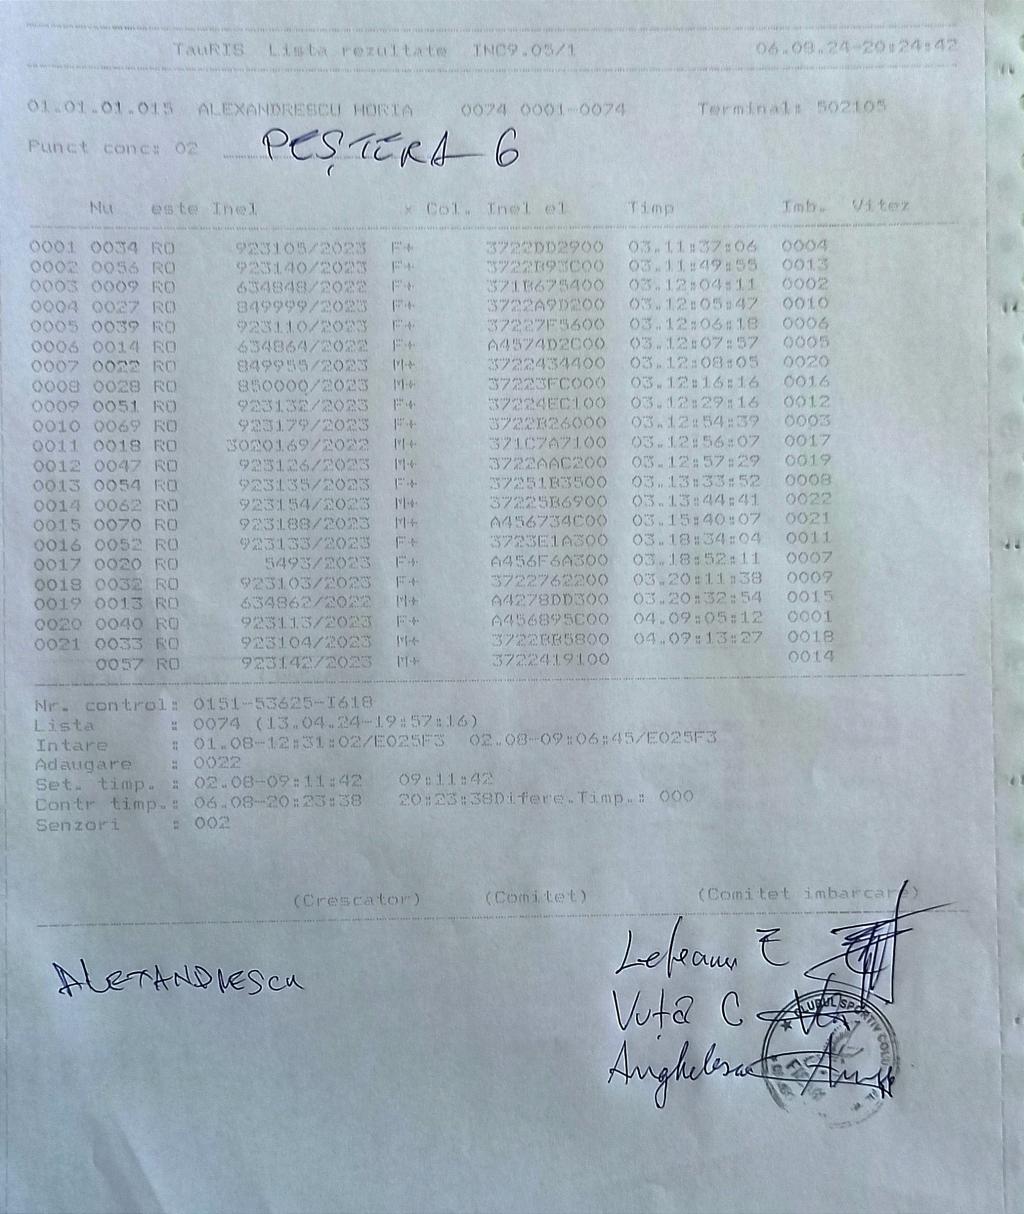 TauRIS Lista rezultate INC9.05/1 06.08.24-20:24:42
01.01.01.015 ALEXANDRESCU HORIA 0074 0001-0074 Terminal: 502105
Punct conc: 02 PEȘTERA 6
Nu este Inel x Col. Inel el Timp Imb. Vitez
0001 0034 RO 923105/2023 F+ 3722DD2900 03.11:37:06 0004
0002 0056 RO 923140/2023 F+ 3722B93C00 03.11:49:55 0013
0003 0009 RO 634848/2022 F+ 371B675400 03.12:04:11 0002
0004 0027 RO 849999/2023 F+ 3722A9D200 03.12:05:47 0010
0005 0039 RO 923110/2023 F+ 37227F5600 03.12:06:18 0006
0006 0014 RO 634864/2022 F+ A4574D2C00 03.12:07:57 0005
0007 0022 RO 849955/2023 M+ 3722434400 03.12:08:05 0020
0008 0028 RO 850000/2023 M+ 37223FC000 03.12:16:16 0016
0009 0051 RO 923132/2023 F+ 37224EC100 03.12:29:16 0012
0010 0069 RO 923179/2023 F+ 3722B26000 03.12:54:39 0003
0011 0018 RO 3020169/2022 M+ 371C7A7100 03.12:56:07 0017
0012 0047 RO 923126/2023 M+ 3722AAC200 03.12:57:29 0019
0013 0054 RO 923135/2023 F+ 37251B3500 03.13:33:52 0008
0014 0062 RO 923154/2023 M+ 37225B6900 03.13:44:41 0022
0015 0070 RO 923188/2023 M+ A456734C00 03.15:40:07 0021
0016 0052 RO 923133/2023 F+ 3723E1A300 03.18:34:04 0011
0017 0020 RO 5493/2023 F+ A456F6A300 03.18:52:11 0007
0018 0032 RO 923103/2023 F+ 3722762200 03.20:11:38 0009
0019 0013 RO 634862/2022 M+ A4278DD300 03.20:32:54 0015
0020 0040 RO 923113/2023 F+ A456895C00 04.09:05:12 0001
0021 0033 RO 923104/2023 M+ 3722BB5800 04.09:13:27 0018
0057 RO 923142/2023 M+ 3722419100 0014
Nr. control: 0151-53625-I618
Lista : 0074 (13.04.24-19:57:16)
Intare : 01.08-12:31:02/E025F3 02.08-09:06:45/E025F3
Adaugare : 0022
Set. timp. : 02.08-09:11:42 09:11:42
Contr timp.: 06.08-20:23:38 20:23:38Difere.Timp.: 000
Senzori : 002
(Crescator) (Comitet) (Comitet imbarcare)
ALEXANDRESCU
Vuță C
CLUBUL SPORTIV